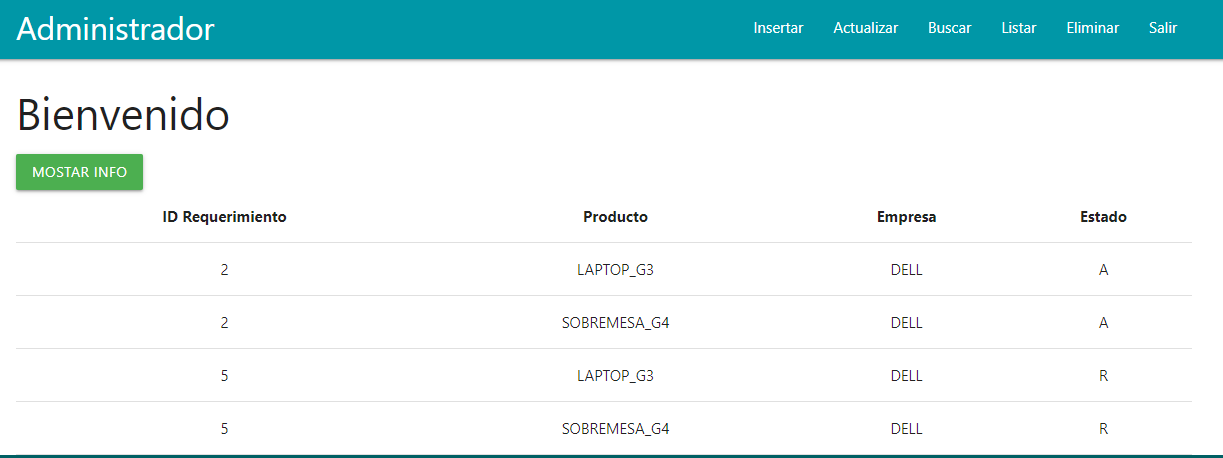 Administrador Insertar Actualizar Buscar Listar Eliminar Salir
Bienvenido
MOSTAR INFO
ID Requerimiento Producto Empresa Estado
2 LAPTOP_G3 DELL A
2 SOBREMESA_G4 DELL A
5 LAPTOP_G3 DELL R
5 SOBREMESA_G4 DELL R